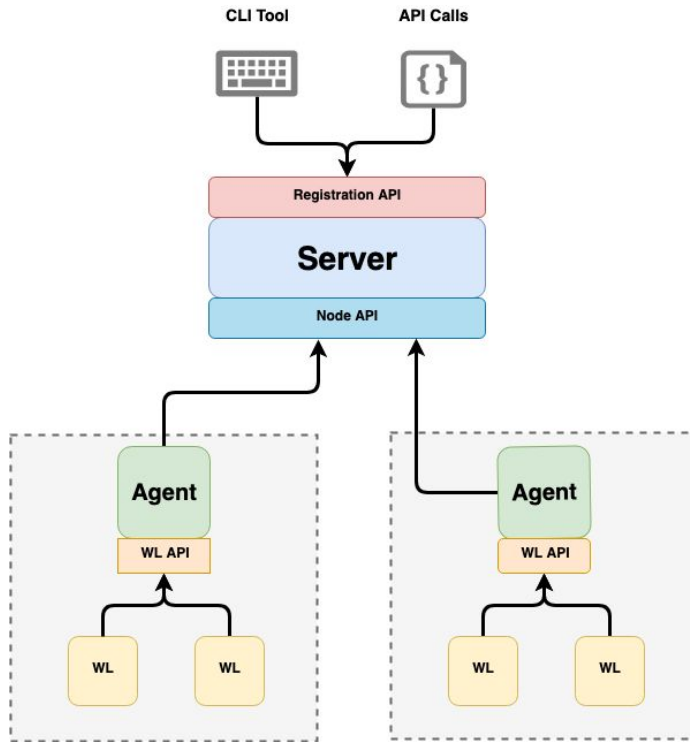 CLI Tool
API Calls
{}
Registration API
Server
Node API
Agent
Agent
WL API
WL API
WL
WL
WL
WL